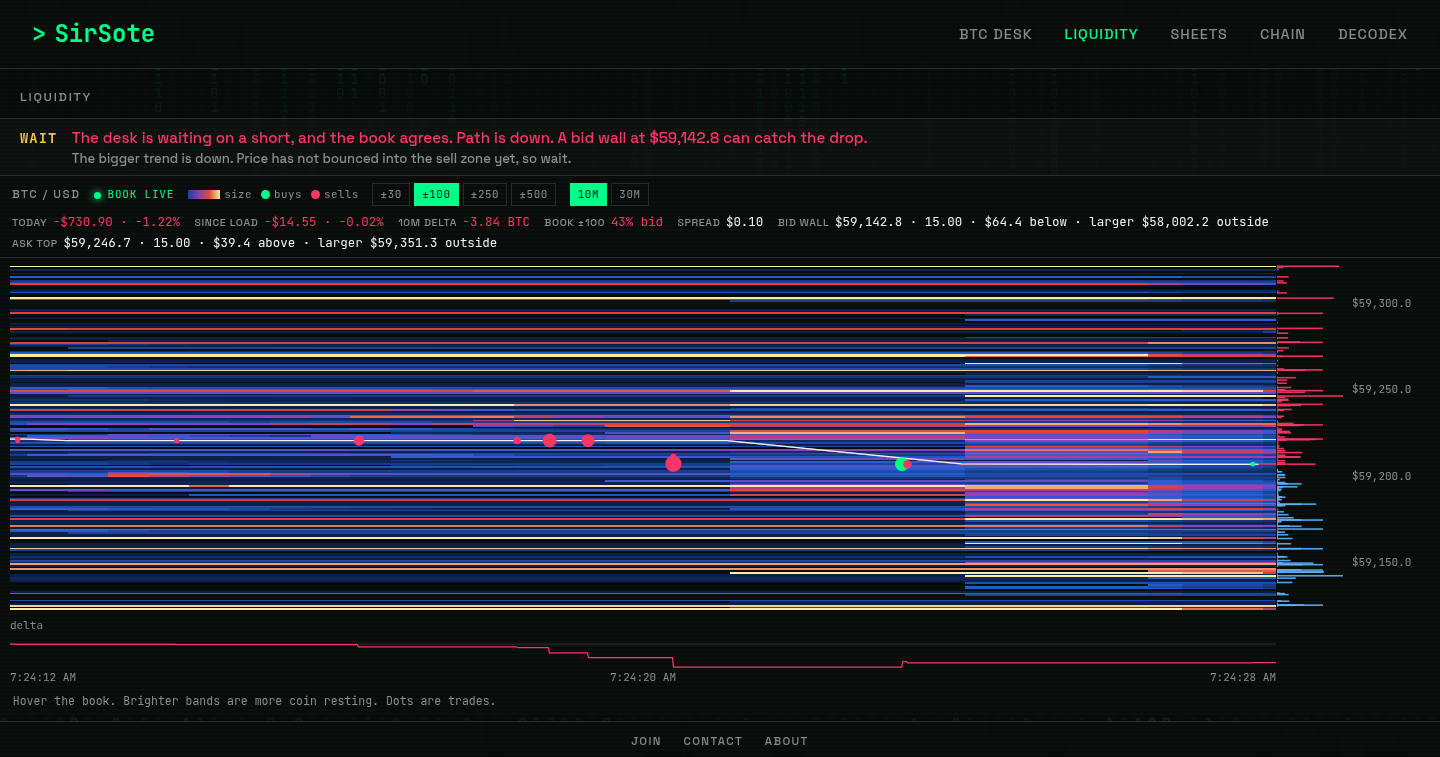 > SirSote
BTC DESK LIQUIDITY SHEETS CHAIN DECODEX
LIQUIDITY
WAIT The desk is waiting on a short, and the book agrees. Path is down. A bid wall at $59,142.8 can catch the drop.
The bigger trend is down. Price has not bounced into the sell zone yet, so wait.
BTC / USD BOOK LIVE size buys sells ±30 ±100 ±250 ±500 10M 30M
TODAY -$730.90 · -1.22% SINCE LOAD -$14.55 · -0.02% 10M DELTA -3.84 BTC BOOK ±100 43% bid SPREAD $0.10 BID WALL $59,142.8 · 15.00 · $64.4 below · larger $58,002.2 outside
ASK TOP $59,246.7 · 15.00 · $39.4 above · larger $59,351.3 outside
$59,300.0
$59,250.0
$59,200.0
$59,150.0
delta
7:24:12 AM 7:24:20 AM 7:24:28 AM
Hover the book. Brighter bands are more coin resting. Dots are trades.
JOIN CONTACT ABOUT